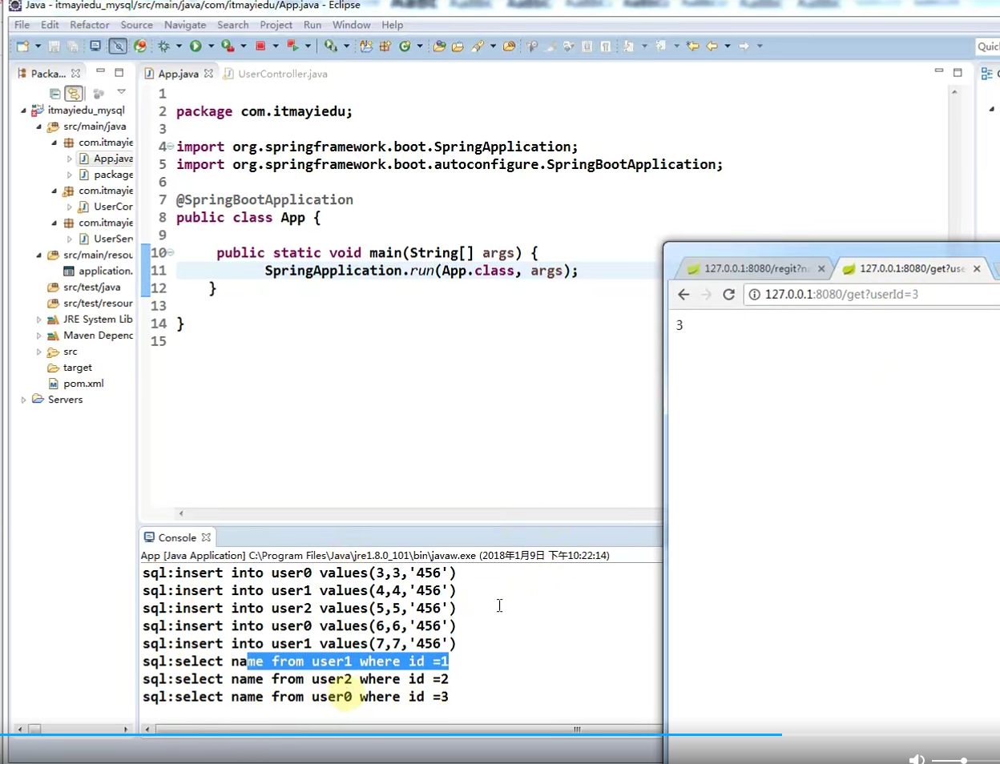 Java - itmayiedu_mysql/src/main/java/com/itmayiedu/App.java - Eclipse
File Edit Refactor Source Navigate Search Project Run Window Help
Quic
Packa...
App.java
UserController.java
itmayiedu_mysql
src/main/java
com.itmayie
App.java
package
com.itmayie
UserCor
com.itmayie
UserServ
src/main/resou
application.
src/test/java
src/test/resour
JRE System Lib
Maven Depenc
src
target
pom.xml
Servers
1
2 package com.itmayiedu;
3
4 import org.springframework.boot.SpringApplication;
5 import org.springframework.boot.autoconfigure.SpringBootApplication;
6
7 @SpringBootApplication
8 public class App {
9
10 public static void main(String[] args) {
11 SpringApplication.run(App.class, args);
12 }
13
14 }
15
127.0.0.1:8080/regit?n
127.0.0.1:8080/get?use
127.0.0.1:8080/get?userId=3
3
Console
App [Java Application] C:\Program Files\Java\jre1.8.0_101\bin\javaw.exe (2018年1月9日 下午10:22:14)
sql:insert into user0 values(3,3,'456')
sql:insert into user1 values(4,4,'456')
sql:insert into user2 values(5,5,'456')
sql:insert into user0 values(6,6,'456')
sql:insert into user1 values(7,7,'456')
sql:select name from user1 where id =1
sql:select name from user2 where id =2
sql:select name from user0 where id =3